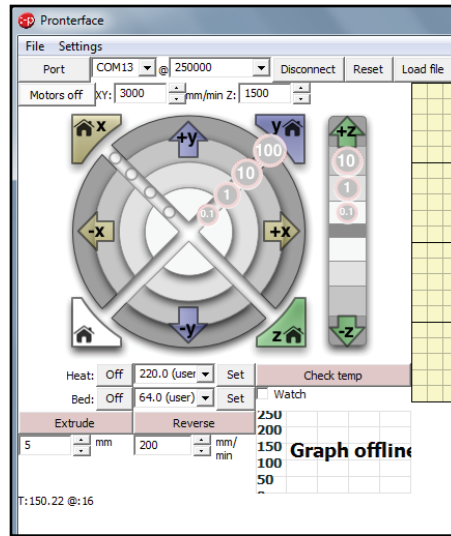 Pronterface
File Settings
Port COM13 @ 250000 Disconnect Reset Load file
Motors off XY: 3000 mm/min Z: 1500
x +y y 100 +z
10 10
1 1
0.1 0.1
-x +x
-y z -z
Heat: Off 220.0 (user Set Check temp
Bed: Off 64.0 (user) Set Watch
Extrude Reverse 250
200
5 mm 200 mm/min 150 Graph offline
100
50
T:150.22 @:16